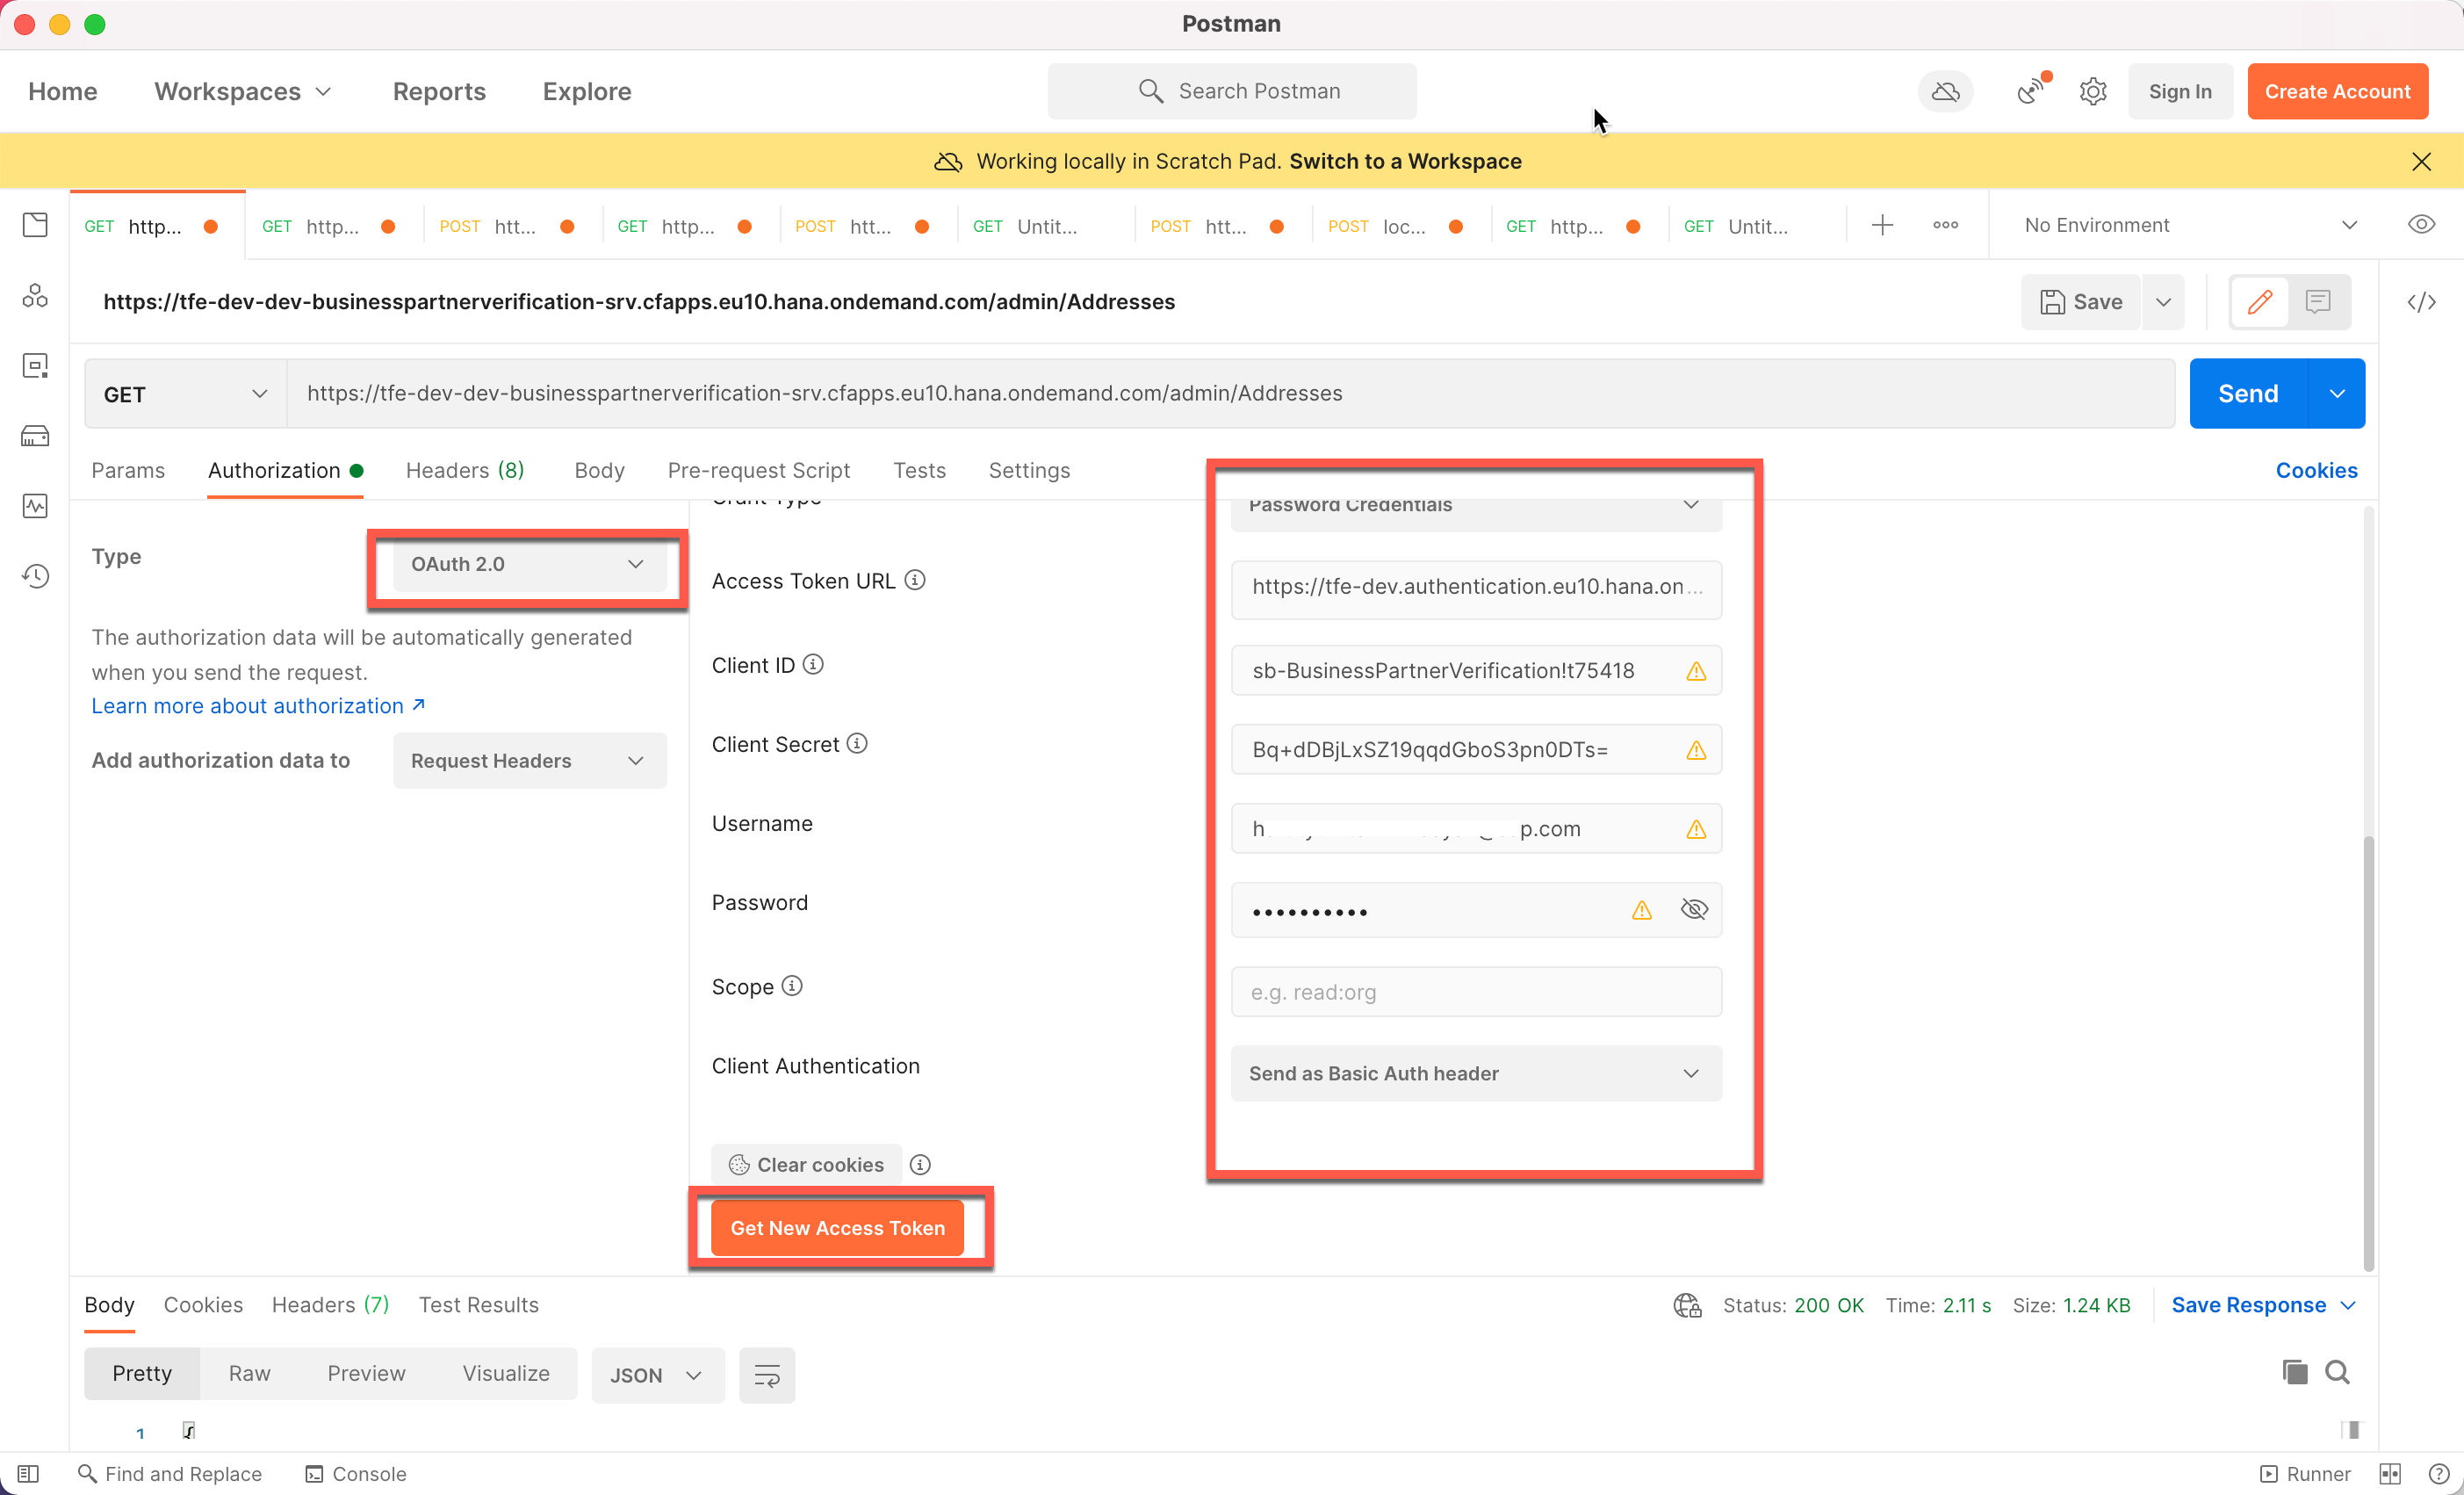 Postman
Home Workspaces Reports Explore Search Postman Sign In Create Account
Working locally in Scratch Pad. Switch to a Workspace
GET http... GET http... POST htt... GET http... POST htt... GET Untit... POST htt... POST loc... GET http... GET Untit... No Environment
https://tfe-dev-dev-businesspartnerverification-srv.cfapps.eu10.hana.ondemand.com/admin/Addresses Save
GET https://tfe-dev-dev-businesspartnerverification-srv.cfapps.eu10.hana.ondemand.com/admin/Addresses Send
Params Authorization Headers (8) Body Pre-request Script Tests Settings Cookies
Grant Type Password Credentials
Type OAuth 2.0
The authorization data will be automatically generated
when you send the request.
Learn more about authorization ↗
Add authorization data to Request Headers
Access Token URL https://tfe-dev.authentication.eu10.hana.on...
Client ID sb-BusinessPartnerVerification!t75418
Client Secret Bq+dDBjLxSZ19qqdGboS3pn0DTs=
Username p.com
Password ••••••••••
Scope e.g. read:org
Client Authentication Send as Basic Auth header
Clear cookies
Get New Access Token
Body Cookies Headers (7) Test Results Status: 200 OK Time: 2.11 s Size: 1.24 KB Save Response
Pretty Raw Preview Visualize JSON
1 {
Find and Replace Console Runner